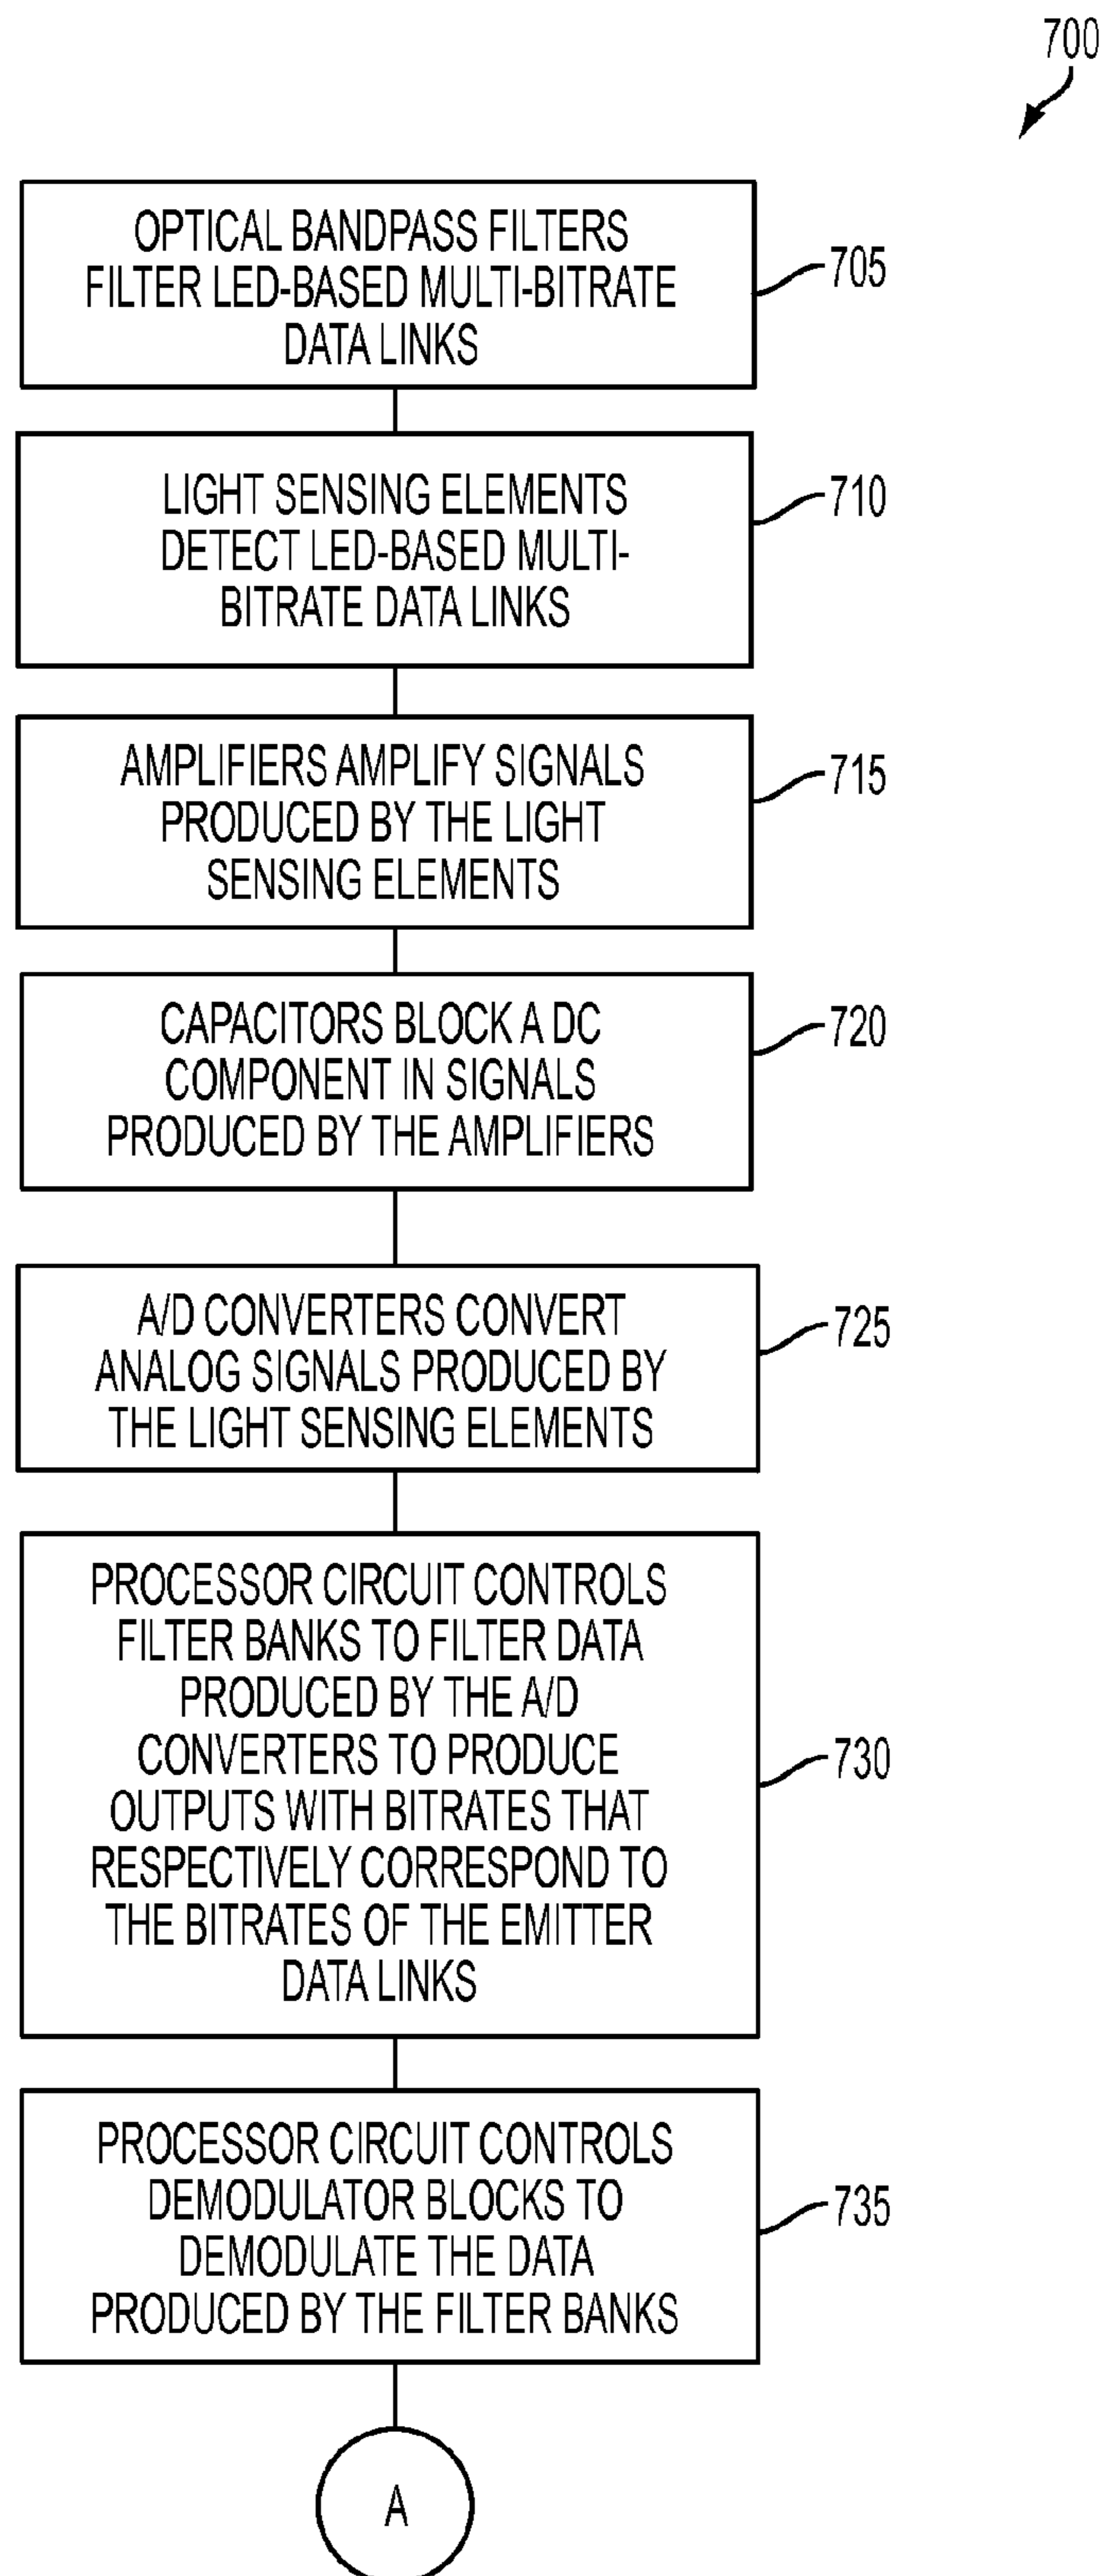 700
OPTICAL BANDPASS FILTERS
FILTER LED-BASED MULTI-BITRATE
DATA LINKS
705
LIGHT SENSING ELEMENTS
DETECT LED-BASED MULTI-
BITRATE DATA LINKS
710
AMPLIFIERS AMPLIFY SIGNALS
PRODUCED BY THE LIGHT
SENSING ELEMENTS
715
CAPACITORS BLOCK A DC
COMPONENT IN SIGNALS
PRODUCED BY THE AMPLIFIERS
720
A/D CONVERTERS CONVERT
ANALOG SIGNALS PRODUCED BY
THE LIGHT SENSING ELEMENTS
725
PROCESSOR CIRCUIT CONTROLS
FILTER BANKS TO FILTER DATA
PRODUCED BY THE A/D
CONVERTERS TO PRODUCE
OUTPUTS WITH BITRATES THAT
RESPECTIVELY CORRESPOND TO
THE BITRATES OF THE EMITTER
DATA LINKS
730
PROCESSOR CIRCUIT CONTROLS
DEMODULATOR BLOCKS TO
DEMODULATE THE DATA
PRODUCED BY THE FILTER BANKS
735
A